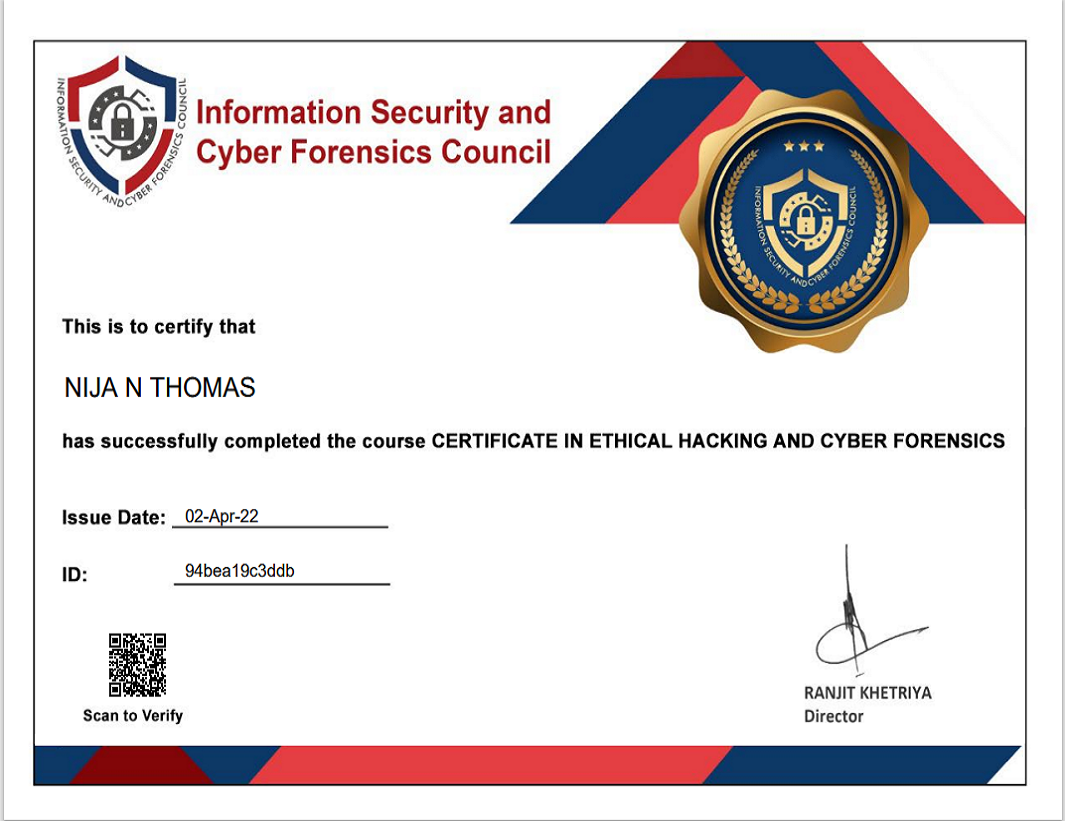 INFORMATION SECURITY AND CYBER FORENSICS COUNCIL
Information Security and
Cyber Forensics Council
INFORMATION SECURITY AND CYBER FORENSICS COUNCIL
This is to certify that
NIJA N THOMAS
has successfully completed the course CERTIFICATE IN ETHICAL HACKING AND CYBER FORENSICS
Issue Date: 02-Apr-22
ID: 94bea19c3ddb
Scan to Verify
RANJIT KHETRIYA
Director